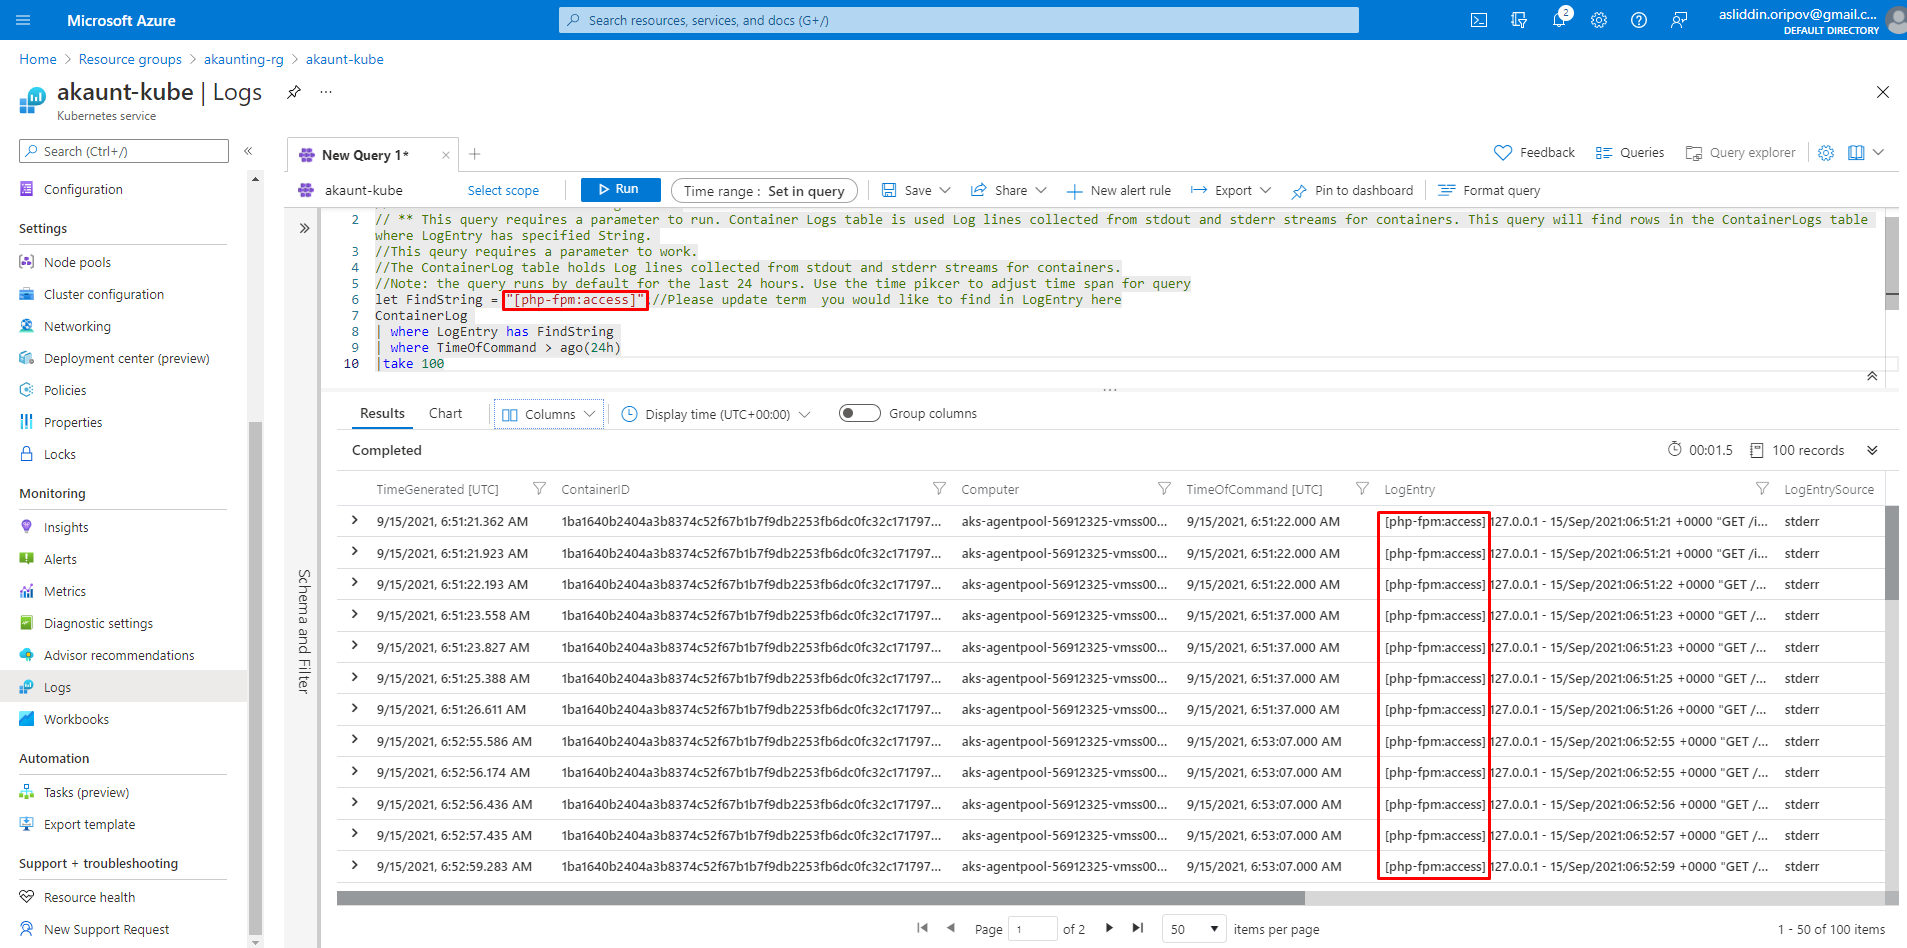 Microsoft Azure
Search resources, services, and docs (G+/)
2
asliddin.oripov@gmail.c...
DEFAULT DIRECTORY
Home > Resource groups > akaunting-rg > akaunt-kube
akaunt-kube | Logs ...
Kubernetes service
Search (Ctrl+/)
Configuration
Settings
Node pools
Cluster configuration
Networking
Deployment center (preview)
Policies
Properties
Locks
Monitoring
Insights
Alerts
Metrics
Diagnostic settings
Advisor recommendations
Logs
Workbooks
Automation
Tasks (preview)
Export template
Support + troubleshooting
Resource health
New Support Request
New Query 1*
Feedback Queries Query explorer
akaunt-kube Select scope Run Time range : Set in query Save Share New alert rule Export Pin to dashboard Format query
Schema and Filter
2 // ** This query requires a parameter to run. Container Logs table is used Log lines collected from stdout and stderr streams for containers. This query will find rows in the ContainerLogs table
where LogEntry has specified String.
3 //This qeury requires a parameter to work.
4 //The ContainerLog table holds Log lines collected from stdout and stderr streams for containers.
5 //Note: the query runs by default for the last 24 hours. Use the time pikcer to adjust time span for query
6 let FindString = "[php-fpm:access]";//Please update term  you would like to find in LogEntry here
7 ContainerLog
8 | where LogEntry has FindString
9 | where TimeOfCommand > ago(24h)
10 |take 100
Results Chart Columns Display time (UTC+00:00) Group columns
Completed 00:01.5 100 records
TimeGenerated [UTC] ContainerID Computer TimeOfCommand [UTC] LogEntry LogEntrySource
9/15/2021, 6:51:21.362 AM 1ba1640b2404a3b8374c52f67b1b7f9db2253fb6dc0fc32c171797... aks-agentpool-56912325-vmss00... 9/15/2021, 6:51:22.000 AM [php-fpm:access] 127.0.0.1 - 15/Sep/2021:06:51:21 +0000 "GET /i... stderr
9/15/2021, 6:51:21.923 AM 1ba1640b2404a3b8374c52f67b1b7f9db2253fb6dc0fc32c171797... aks-agentpool-56912325-vmss00... 9/15/2021, 6:51:22.000 AM [php-fpm:access] 127.0.0.1 - 15/Sep/2021:06:51:21 +0000 "GET /i... stderr
9/15/2021, 6:51:22.193 AM 1ba1640b2404a3b8374c52f67b1b7f9db2253fb6dc0fc32c171797... aks-agentpool-56912325-vmss00... 9/15/2021, 6:51:22.000 AM [php-fpm:access] 127.0.0.1 - 15/Sep/2021:06:51:22 +0000 "GET /... stderr
9/15/2021, 6:51:23.558 AM 1ba1640b2404a3b8374c52f67b1b7f9db2253fb6dc0fc32c171797... aks-agentpool-56912325-vmss00... 9/15/2021, 6:51:37.000 AM [php-fpm:access] 127.0.0.1 - 15/Sep/2021:06:51:23 +0000 "GET /... stderr
9/15/2021, 6:51:23.827 AM 1ba1640b2404a3b8374c52f67b1b7f9db2253fb6dc0fc32c171797... aks-agentpool-56912325-vmss00... 9/15/2021, 6:51:37.000 AM [php-fpm:access] 127.0.0.1 - 15/Sep/2021:06:51:23 +0000 "GET /... stderr
9/15/2021, 6:51:25.388 AM 1ba1640b2404a3b8374c52f67b1b7f9db2253fb6dc0fc32c171797... aks-agentpool-56912325-vmss00... 9/15/2021, 6:51:37.000 AM [php-fpm:access] 127.0.0.1 - 15/Sep/2021:06:51:25 +0000 "GET /... stderr
9/15/2021, 6:51:26.611 AM 1ba1640b2404a3b8374c52f67b1b7f9db2253fb6dc0fc32c171797... aks-agentpool-56912325-vmss00... 9/15/2021, 6:51:37.000 AM [php-fpm:access] 127.0.0.1 - 15/Sep/2021:06:51:26 +0000 "GET /... stderr
9/15/2021, 6:52:55.586 AM 1ba1640b2404a3b8374c52f67b1b7f9db2253fb6dc0fc32c171797... aks-agentpool-56912325-vmss00... 9/15/2021, 6:53:07.000 AM [php-fpm:access] 127.0.0.1 - 15/Sep/2021:06:52:55 +0000 "GET /... stderr
9/15/2021, 6:52:56.174 AM 1ba1640b2404a3b8374c52f67b1b7f9db2253fb6dc0fc32c171797... aks-agentpool-56912325-vmss00... 9/15/2021, 6:53:07.000 AM [php-fpm:access] 127.0.0.1 - 15/Sep/2021:06:52:55 +0000 "GET /... stderr
9/15/2021, 6:52:56.436 AM 1ba1640b2404a3b8374c52f67b1b7f9db2253fb6dc0fc32c171797... aks-agentpool-56912325-vmss00... 9/15/2021, 6:53:07.000 AM [php-fpm:access] 127.0.0.1 - 15/Sep/2021:06:52:56 +0000 "GET /... stderr
9/15/2021, 6:52:57.435 AM 1ba1640b2404a3b8374c52f67b1b7f9db2253fb6dc0fc32c171797... aks-agentpool-56912325-vmss00... 9/15/2021, 6:53:07.000 AM [php-fpm:access] 127.0.0.1 - 15/Sep/2021:06:52:57 +0000 "GET /... stderr
9/15/2021, 6:52:59.283 AM 1ba1640b2404a3b8374c52f67b1b7f9db2253fb6dc0fc32c171797... aks-agentpool-56912325-vmss00... 9/15/2021, 6:53:07.000 AM [php-fpm:access] 127.0.0.1 - 15/Sep/2021:06:52:59 +0000 "GET /... stderr
Page 1 of 2 50 items per page 1 - 50 of 100 items